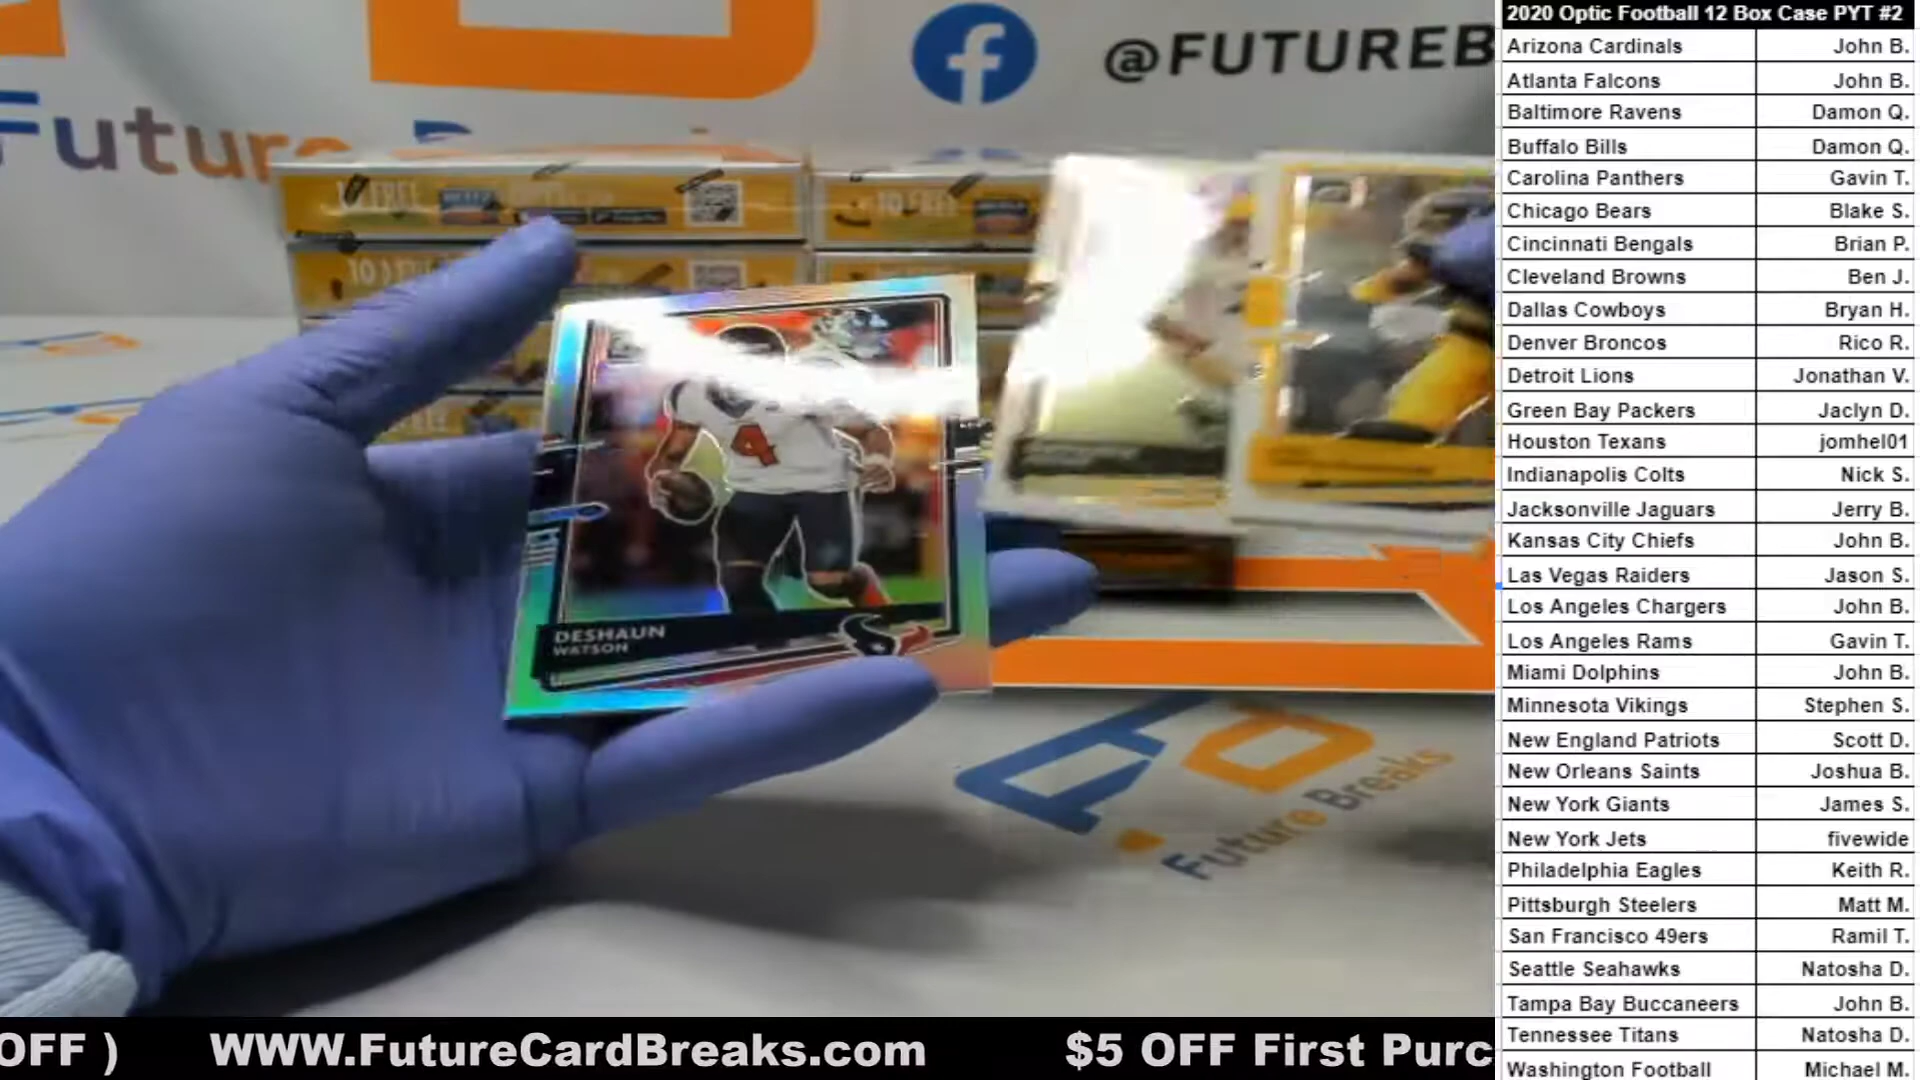 @FUTUREB
Future
10 FREE
10 FREE
4
DESHAUN
WATSON
Future Breaks
OFF )
WWW.FutureCardBreaks.com
$5 OFF First Purc
2020 Optic Football 12 Box Case PYT #2
Arizona Cardinals John B.
Atlanta Falcons John B.
Baltimore Ravens Damon Q.
Buffalo Bills Damon Q.
Carolina Panthers Gavin T.
Chicago Bears Blake S.
Cincinnati Bengals Brian P.
Cleveland Browns Ben J.
Dallas Cowboys Bryan H.
Denver Broncos Rico R.
Detroit Lions Jonathan V.
Green Bay Packers Jaclyn D.
Houston Texans jomhel01
Indianapolis Colts Nick S.
Jacksonville Jaguars Jerry B.
Kansas City Chiefs John B.
Las Vegas Raiders Jason S.
Los Angeles Chargers John B.
Los Angeles Rams Gavin T.
Miami Dolphins John B.
Minnesota Vikings Stephen S.
New England Patriots Scott D.
New Orleans Saints Joshua B.
New York Giants James S.
New York Jets fivewide
Philadelphia Eagles Keith R.
Pittsburgh Steelers Matt M.
San Francisco 49ers Ramil T.
Seattle Seahawks Natosha D.
Tampa Bay Buccaneers John B.
Tennessee Titans Natosha D.
Washington Football Michael M.